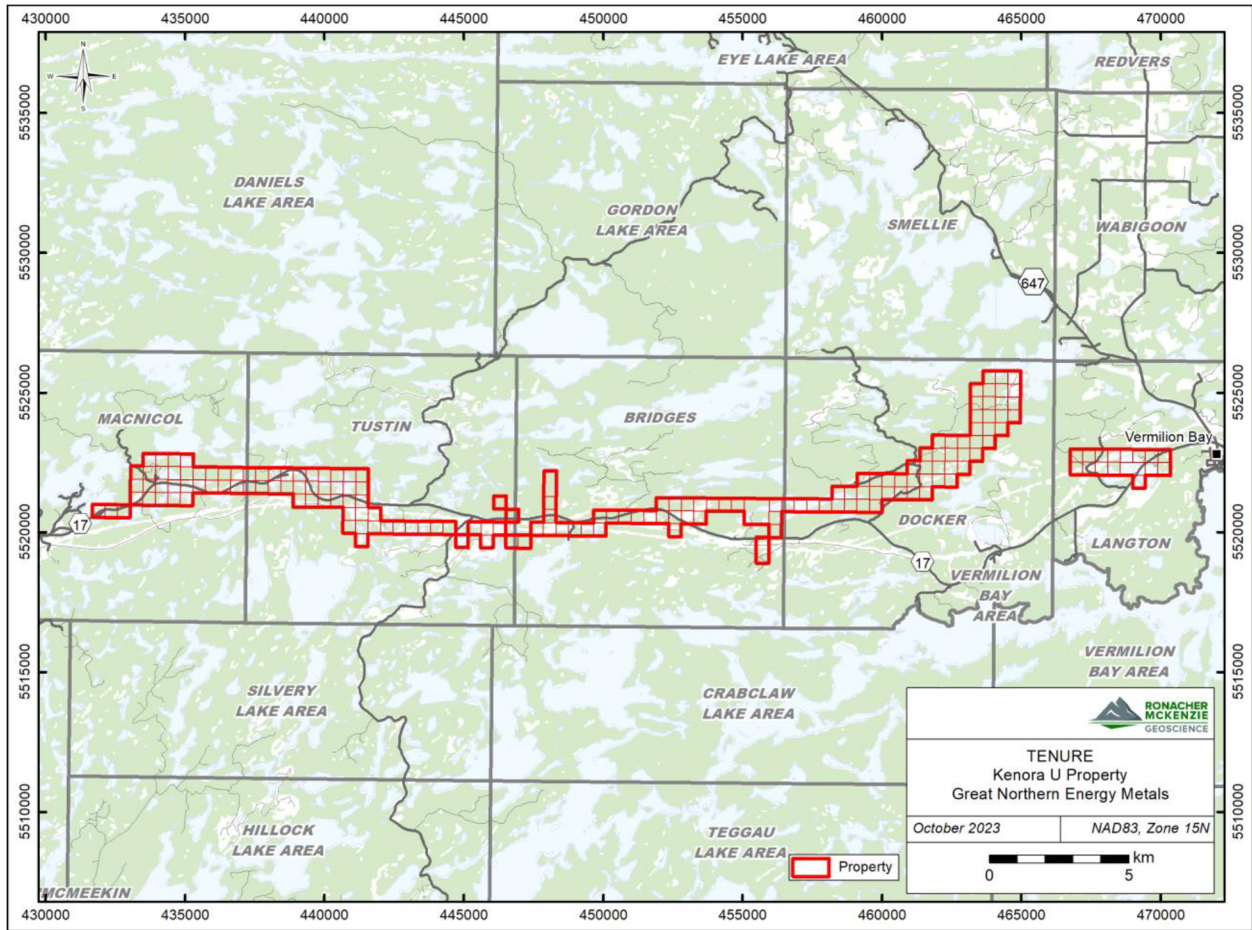 430000 435000 440000 445000 450000 455000 460000 465000 470000
N
W E
S
EYE LAKE AREA
REDVERS
5535000 5535000
DANIELS
LAKE AREA
GORDON
LAKE AREA
SMELLIE
WABIGOON
5530000 5530000
647
MACNICOL
TUSTIN
BRIDGES
5525000 5525000
Vermilion Bay
17
5520000 5520000
DOCKER
17
LANGTON
VERMILION
BAY
AREA
SILVERY
LAKE AREA
CRABCLAW
LAKE AREA
VERMILION
BAY AREA
5515000 5515000
HILLOCK
LAKE AREA
TEGGAU
LAKE AREA
5510000 5510000
MCMEEKIN
Property
RONACHER
MCKENZIE
GEOSCIENCE
TENURE
Kenora U Property
Great Northern Energy Metals
October 2023 NAD83, Zone 15N
km
0 5
430000 435000 440000 445000 450000 455000 460000 465000 470000